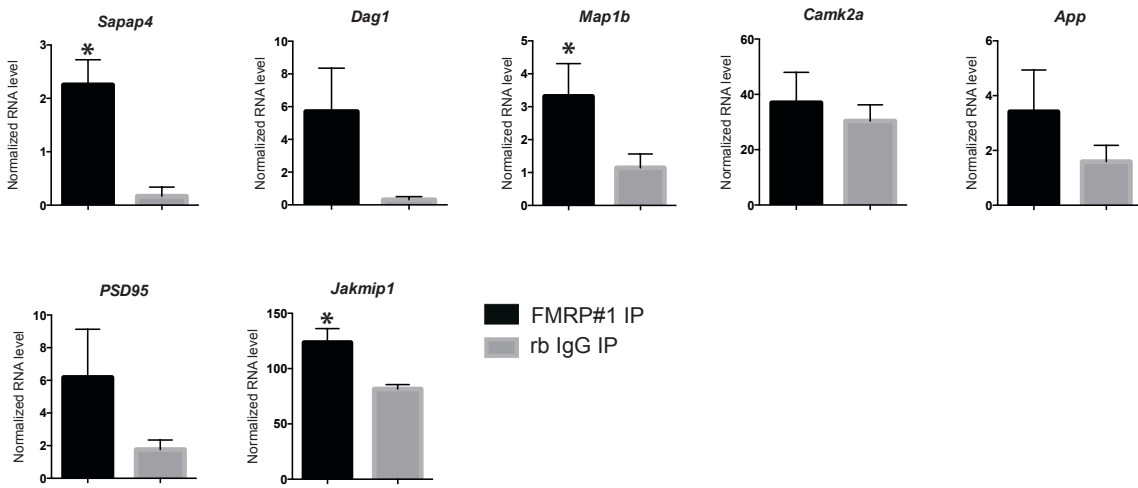 Sapap4
Normalized RNA level
3
2
1
0
*
Dag1
Normalized RNA level
10
8
6
4
2
0
Map1b
Normalized RNA level
5
4
3
2
1
0
*
Camk2a
Normalized RNA level
60
40
20
0
App
Normalized RNA level
6
4
2
0
PSD95
Normalized RNA level
10
8
6
4
2
0
Jakmip1
Normalized RNA level
150
100
50
0
*
FMRP#1 IP
rb IgG IP